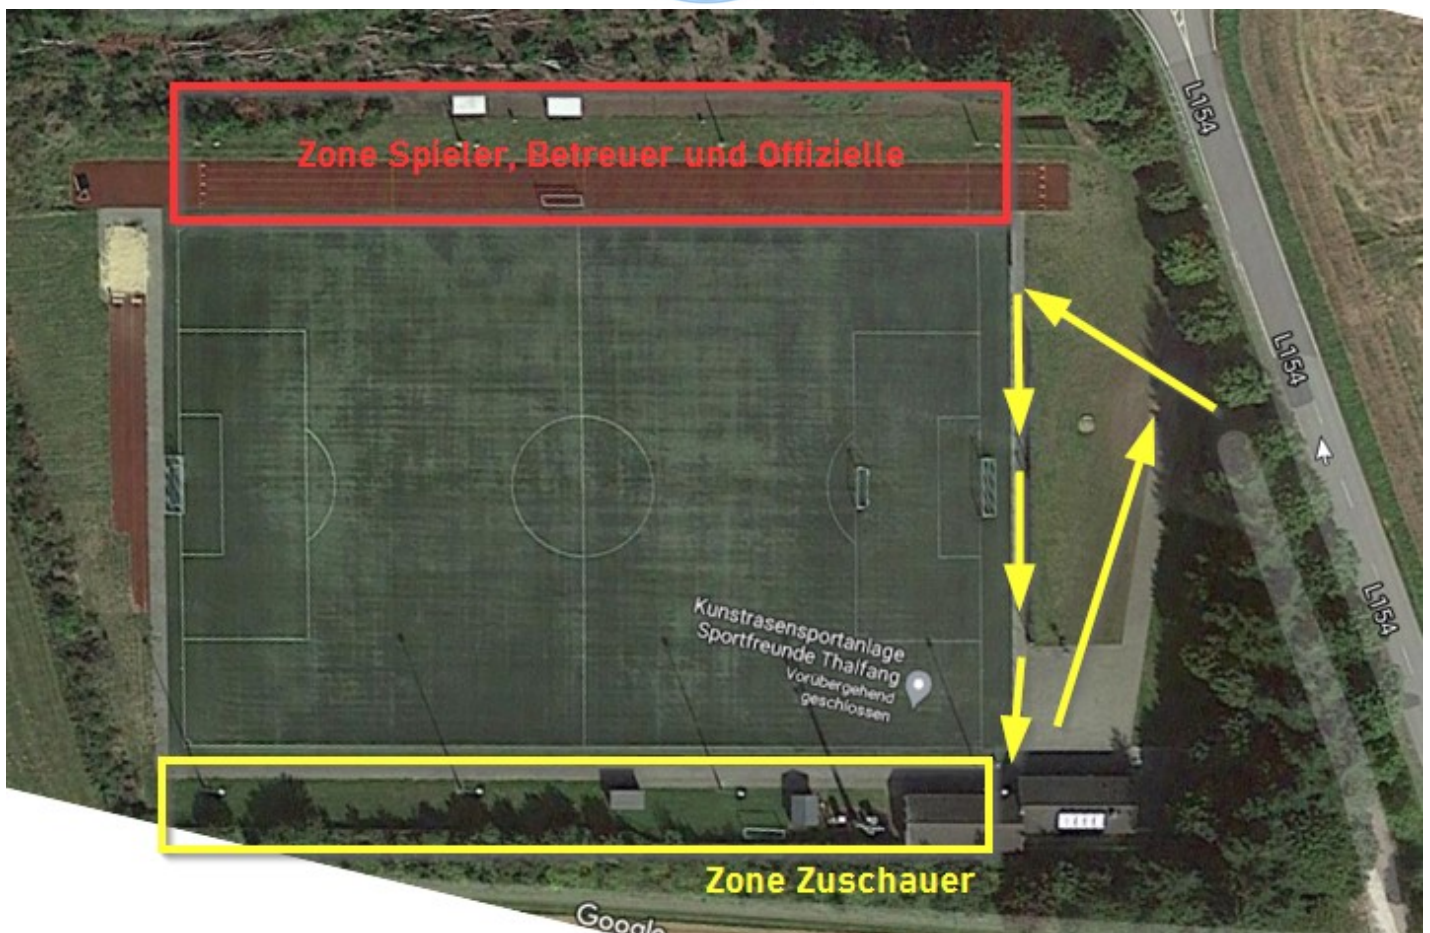 L154
Zone Spieler, Betreuer und Offizielle
L154
Kunstrasensportanlage
Sportfreunde Thalfang
Vorübergehend
geschlossen
L154
Zone Zuschauer
Google